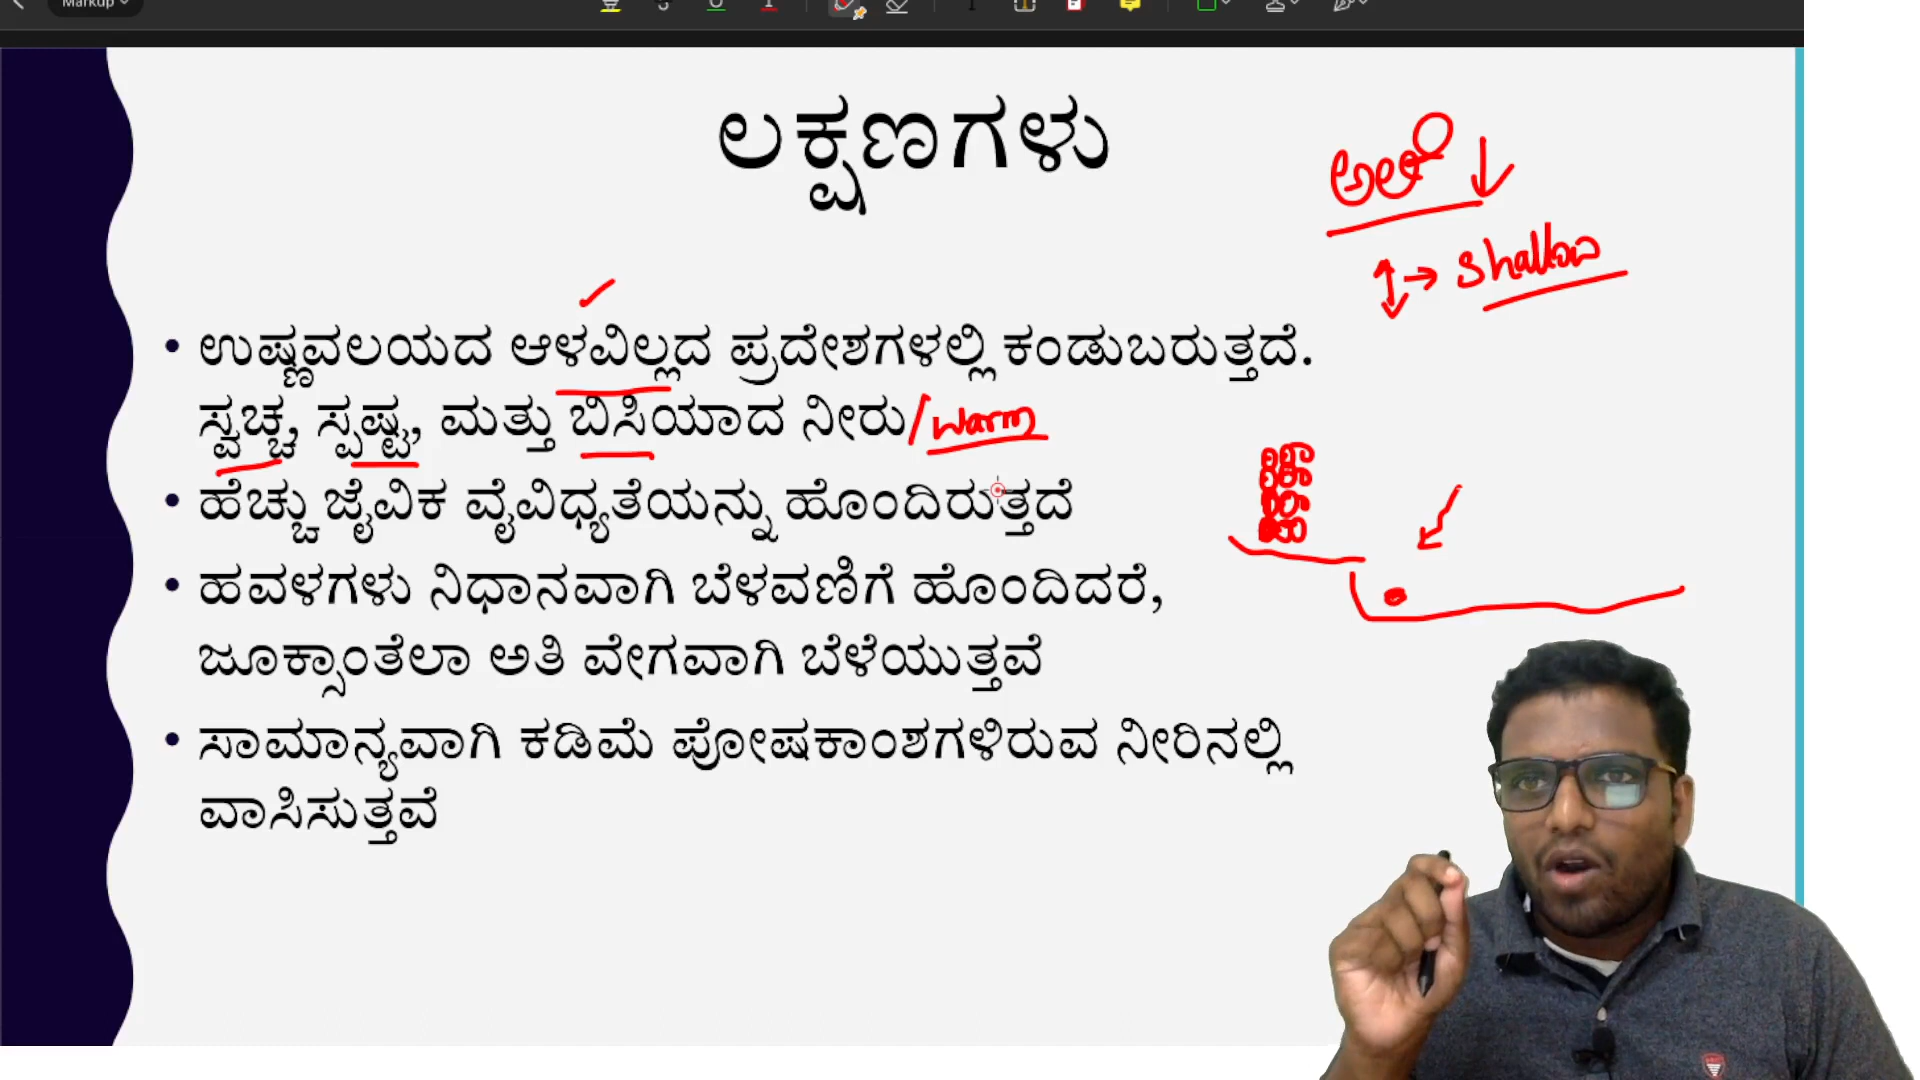 Markup
ಲಕ್ಷಣಗಳು
shallow
ಉಷ್ಣವಲಯದ ಆಳವಿಲ್ಲದ ಪ್ರದೇಶಗಳಲ್ಲಿ ಕಂಡುಬರುತ್ತದೆ.
ಸ್ವಚ್ಚ, ಸ್ಪಷ್ಟ, ಮತ್ತು ಬಿಸಿಯಾದ ನೀರು/warm
ಹೆಚ್ಚು ಜೈವಿಕ ವೈವಿಧ್ಯತೆಯನ್ನು ಹೊಂದಿರುತ್ತದೆ
ಹವಳಗಳು ನಿಧಾನವಾಗಿ ಬೆಳವಣಿಗೆ ಹೊಂದಿದರೆ,
ಜೂಕ್ಸಾಂತೆಲಾ ಅತಿ ವೇಗವಾಗಿ ಬೆಳೆಯುತ್ತವೆ
ಸಾಮಾನ್ಯವಾಗಿ ಕಡಿಮೆ ಪೋಷಕಾಂಶಗಳಿರುವ ನೀರಿನಲ್ಲಿ
ವಾಸಿಸುತ್ತವೆ